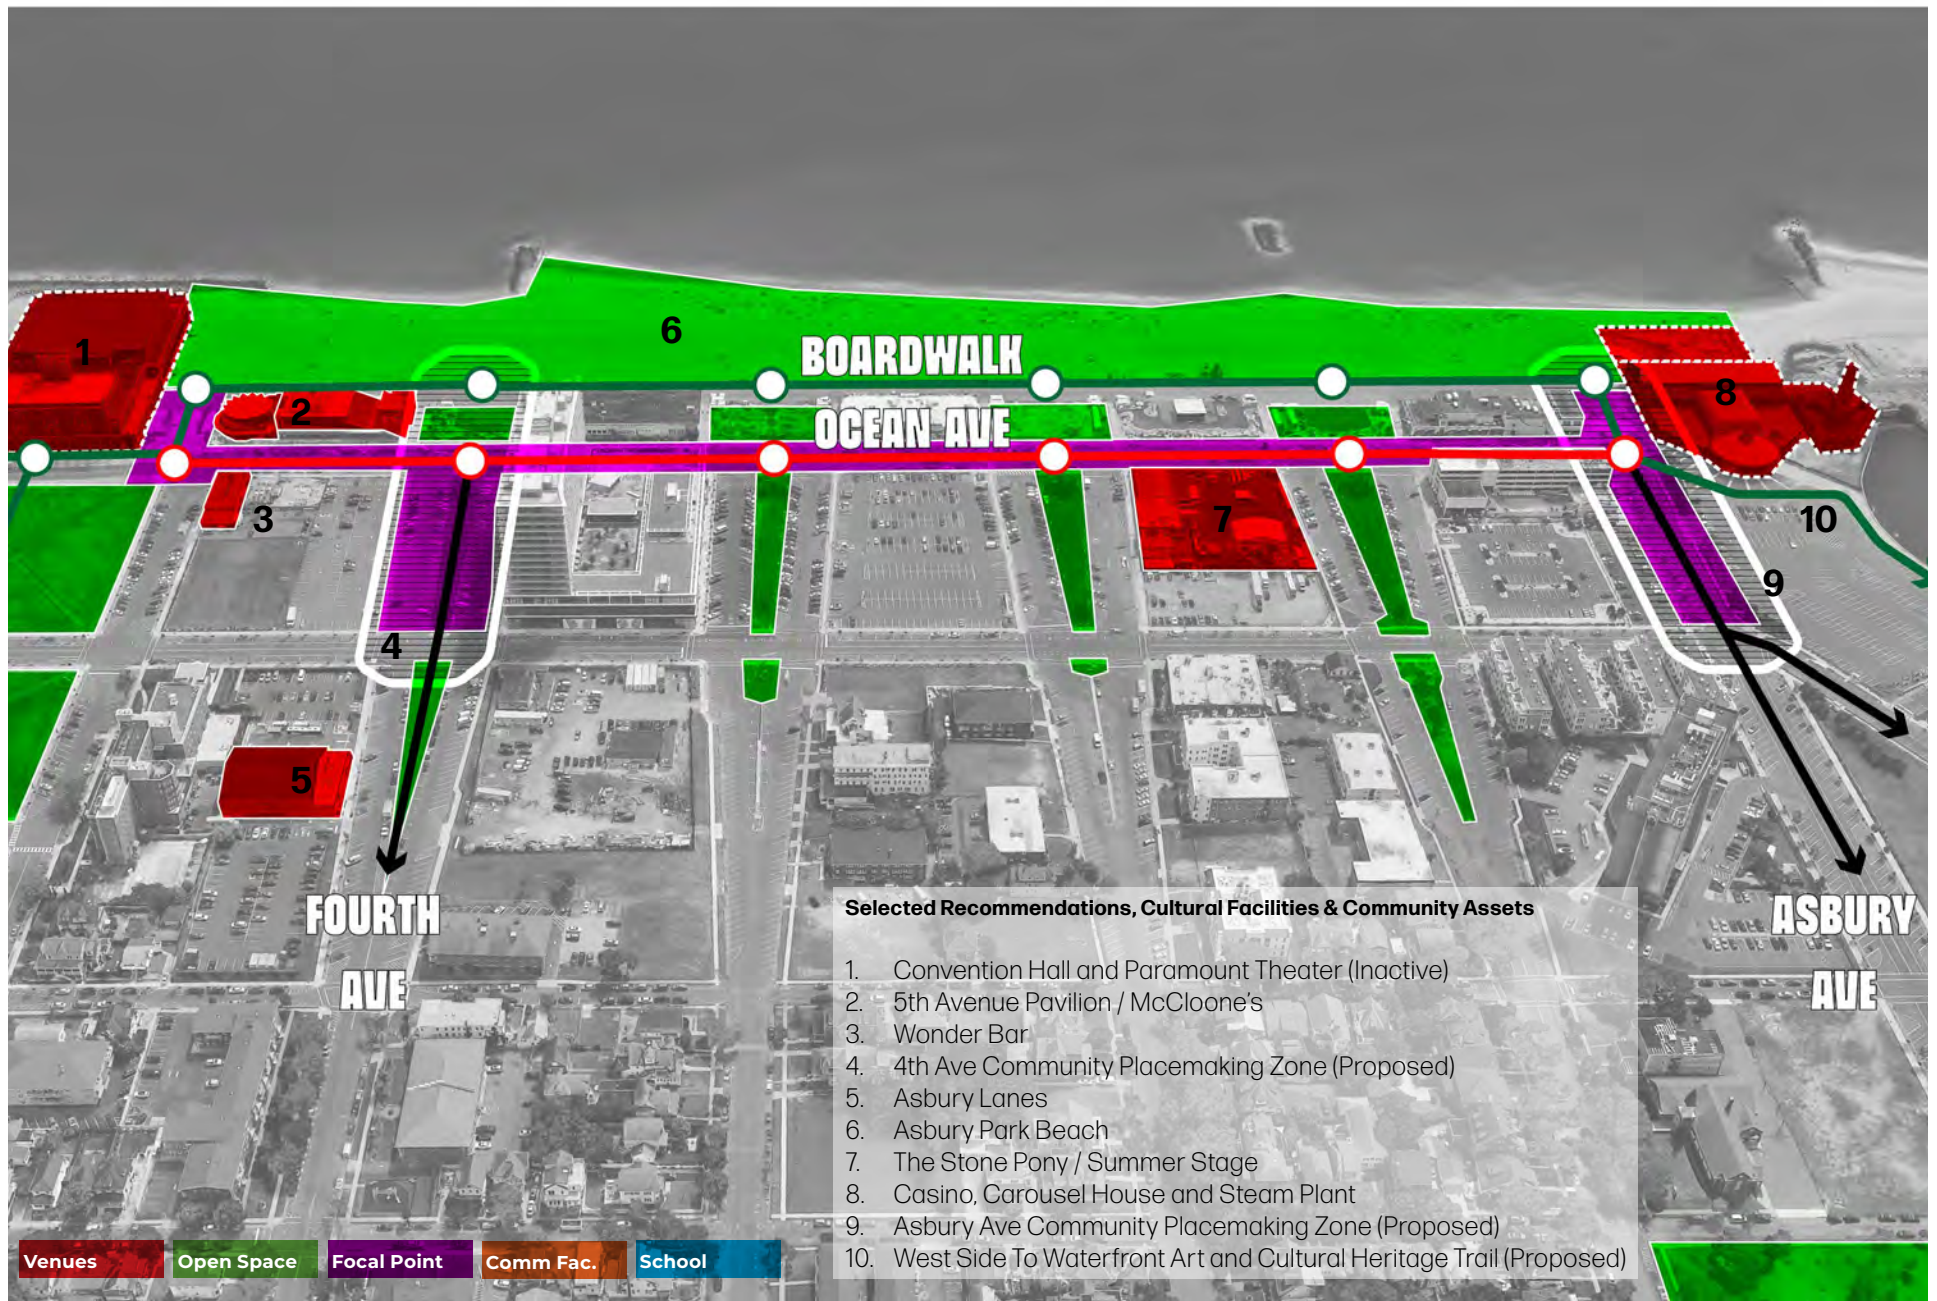 1
6
BOARDWALK
8
2
OCEAN AVE
3
7
10
9
4
5
FOURTH
AVE
ASBURY
AVE
Selected Recommendations, Cultural Facilities & Community Assets
1. Convention Hall and Paramount Theater (Inactive)
2. 5th Avenue Pavilion / McCloone's
3. Wonder Bar
4. 4th Ave Community Placemaking Zone (Proposed)
5. Asbury Lanes
6. Asbury Park Beach
7. The Stone Pony / Summer Stage
8. Casino, Carousel House and Steam Plant
9. Asbury Ave Community Placemaking Zone (Proposed)
10. West Side To Waterfront Art and Cultural Heritage Trail (Proposed)
Venues
Open Space
Focal Point
Comm Fac.
School